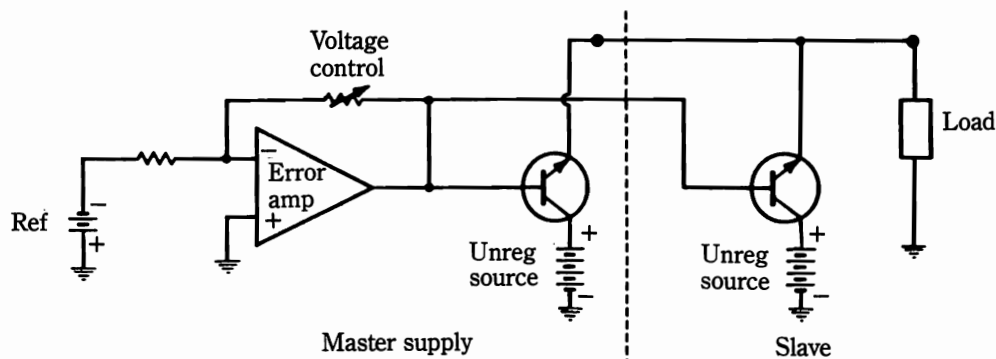 Voltage
control
Load
Error
amp
Ref
Unreg
source
Unreg
source
Master supply
Slave